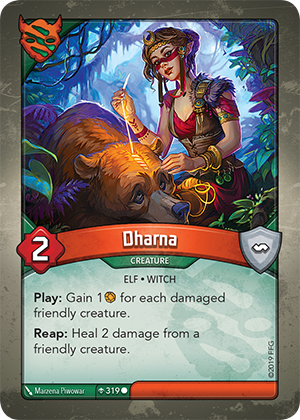 2
Dharna
CREATURE
ELF • WITCH
Play: Gain 1 for each damaged
friendly creature.
Reap: Heal 2 damage from a
friendly creature.
Marzena Piwowar
319
©2019 FFG